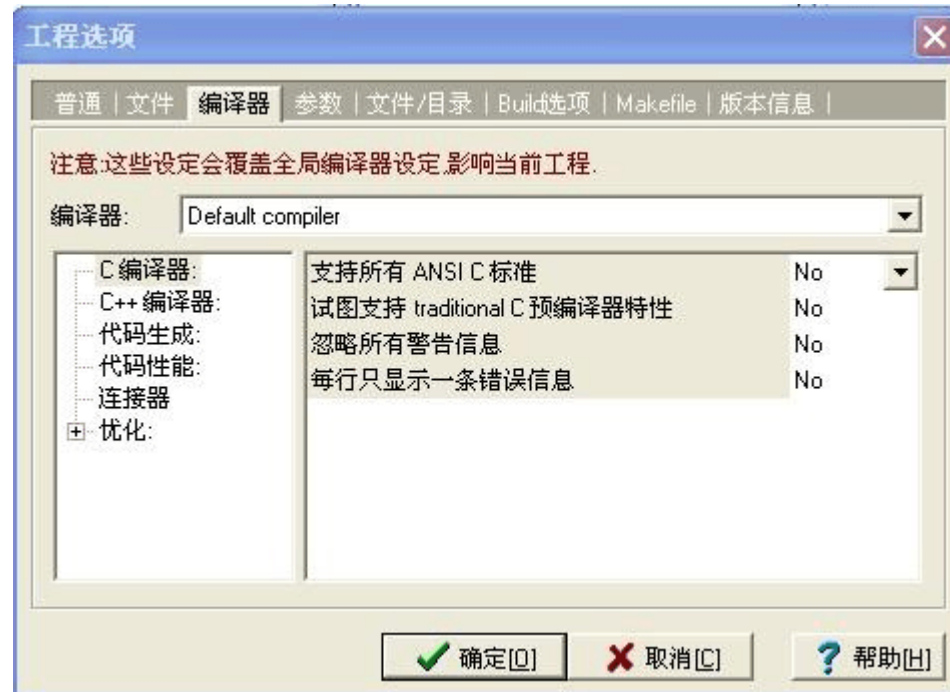 工程选项
普通 | 文件 编译器 参数 | 文件/目录 | Build选项 | Makefile | 版本信息 |
注意:这些设定会覆盖全局编译器设定,影响当前工程.
编译器: Default compiler
C 编译器:
C++ 编译器:
代码生成:
代码性能:
连接器
优化:
支持所有 ANSI C 标准 No
试图支持 traditional C 预编译器特性 No
忽略所有警告信息 No
每行只显示一条错误信息 No
确定[O] 取消[C] 帮助[H]